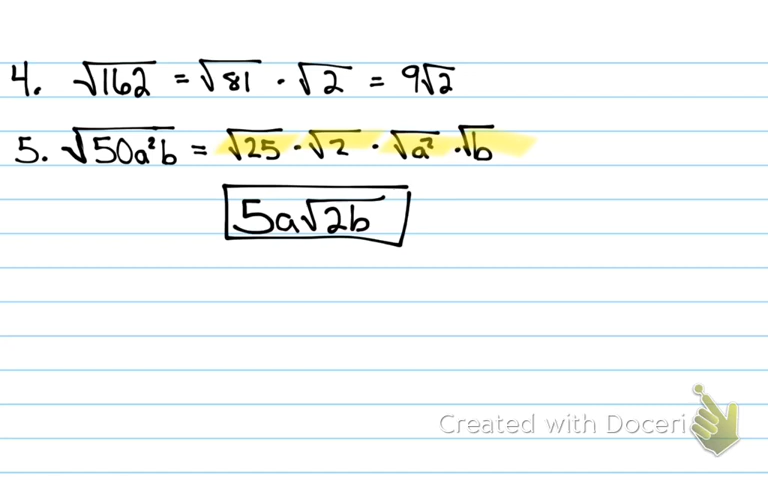 4. √162 = √81 · √2 = 9√2
5. √50a²b = √25 · √2 · √a² · √b
5a√2b
Created with Doceri